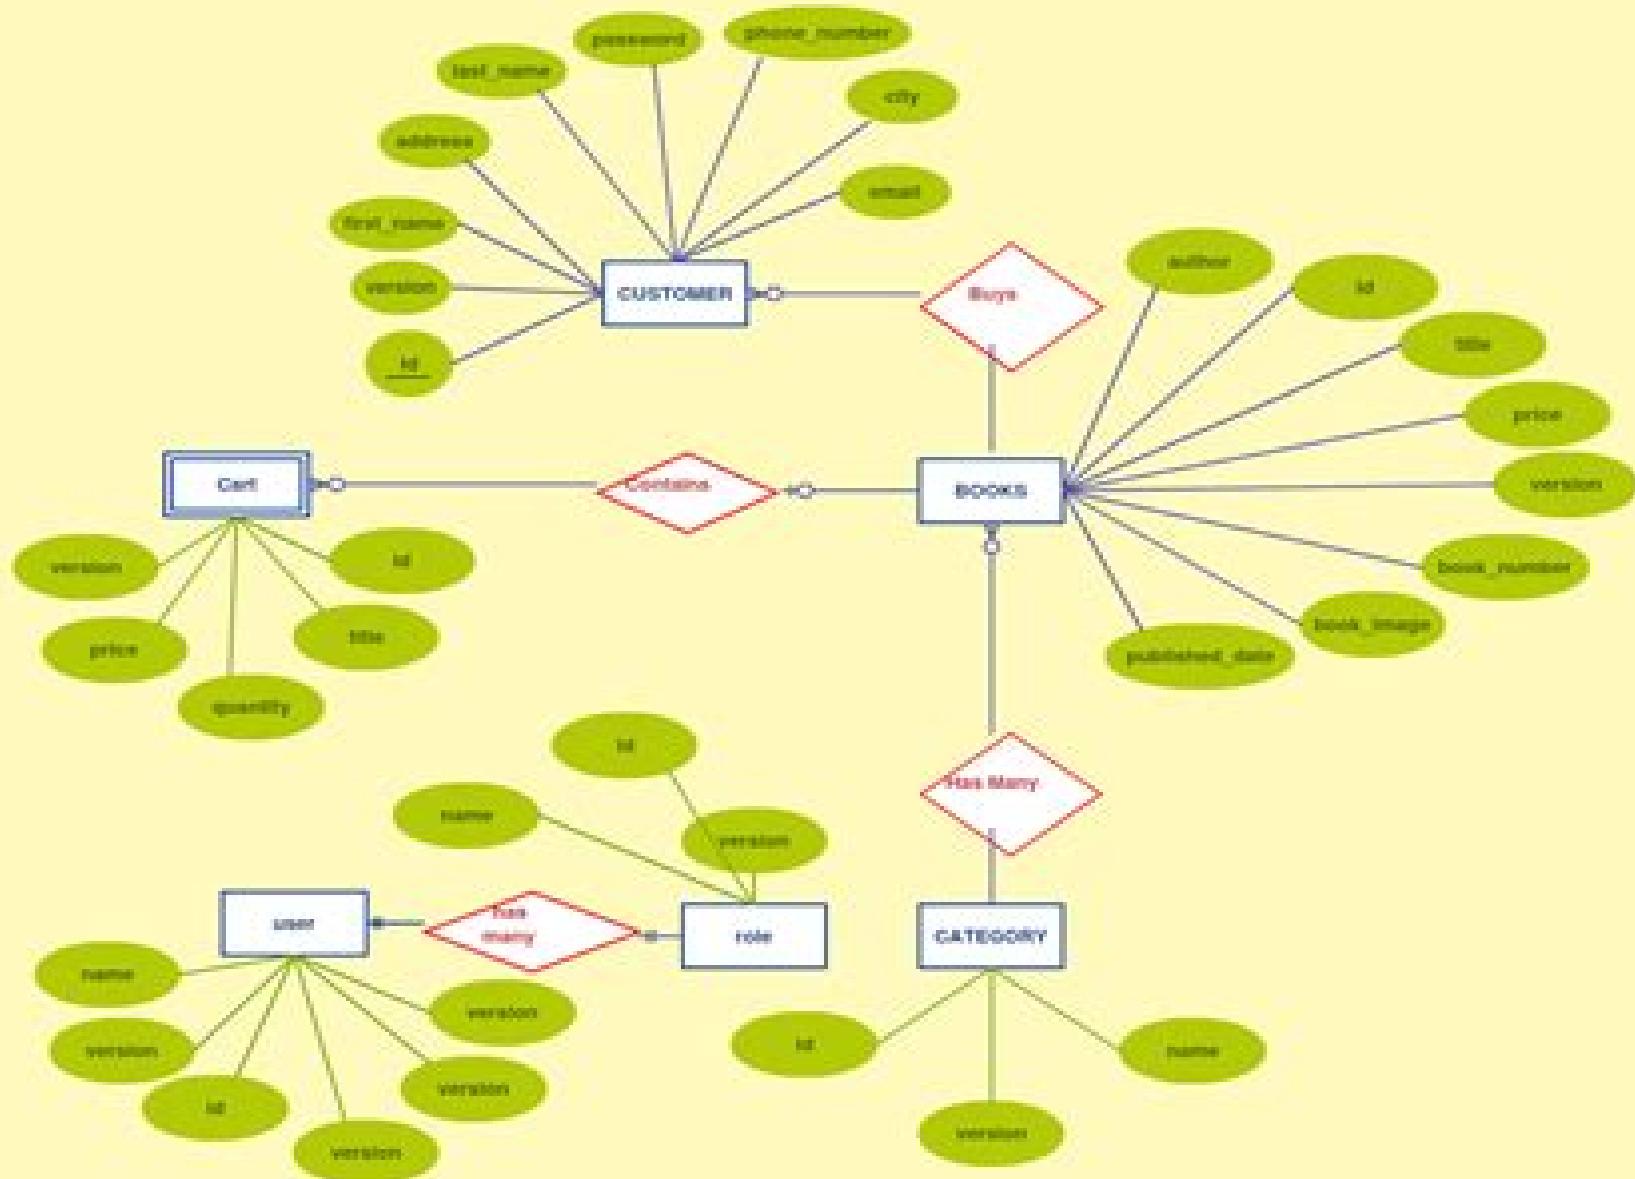 password
phone_number
last_name
city
address
email
first_name
version
id
CUSTOMER
Buys
author
id
title
price
version
book_number
book_image
published_date
BOOKS
Contains
Cart
version
id
price
title
quantity
id
name
version
Has Many
user
has
many
role
CATEGORY
name
version
version
version
id
version
id
name
version